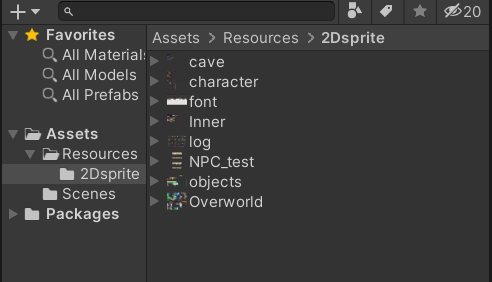 20
Favorites
All Materials
All Models
All Prefabs
Assets
Resources
2Dsprite
Scenes
Packages
Assets > Resources > 2Dsprite
cave
character
font
Inner
log
NPC_test
objects
Overworld